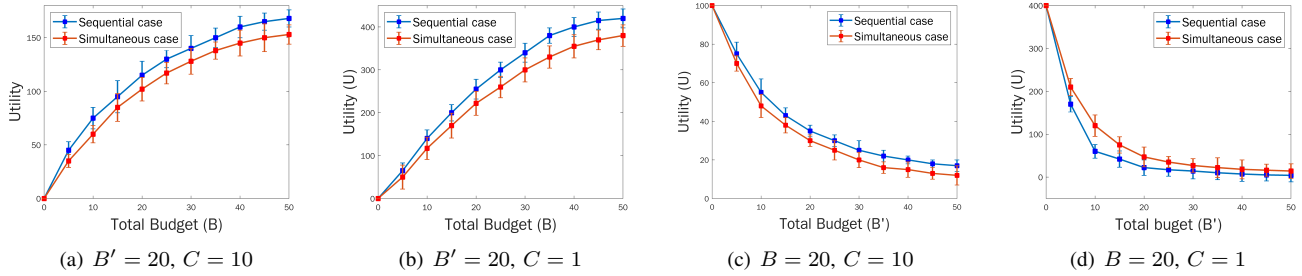 Sequential case
Simultaneous case
Utility
150
100
50
0
0 10 20 30 40 50
Total Budget (B)
(a) B′ = 20, C = 10
Sequential case
Simultaneous case
Utility (U)
400
300
200
100
0
0 10 20 30 40 50
Total Budget (B)
(b) B′ = 20, C = 1
Sequential case
Simultaneous case
Utility (U)
100
80
60
40
20
0
0 10 20 30 40 50
Total Budget (B')
(c) B = 20, C = 10
Sequential case
Simultaneous case
Utility (U)
400
300
200
100
0
0 10 20 30 40 50
Total buget (B')
(d) B = 20, C = 1